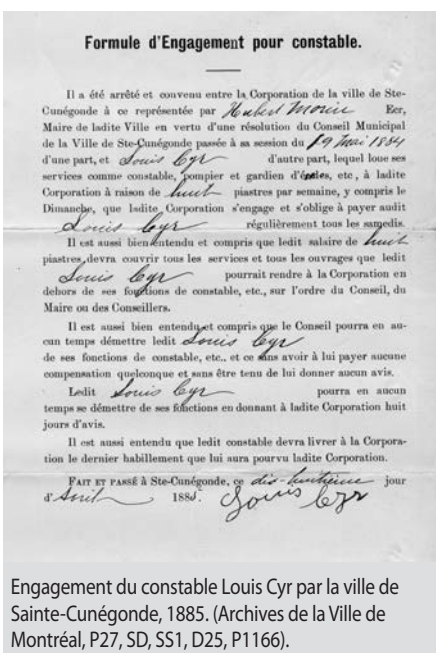 Formule d'Engagement pour constable.
Il a été arrêté et convenu entre la Corporation de la ville de Ste-
Cunégonde à ce représentée par Hubert Morin Ecr,
Maire de ladite Ville en vertu d'une résolution du Conseil Municipal
de la Ville de Ste-Cunégonde passée à sa session du 19 Mai 1884
d'une part, et Louis Cyr d'autre part, lequel loue ses
services comme constable, pompier et gardien d'écoles, etc, à ladite
Corporation à raison de huit piastres par semaine, y compris le
Dimanche, que ladite Corporation s'engage et s'oblige à payer audit
Louis Cyr régulièrement tous les samedis.
Il est aussi bien entendu et compris que ledit salaire de huit
piastres devra couvrir tous les services et tous les ouvrages que ledit
Louis Cyr pourrait rendre à la Corporation en
dehors de ses fonctions de constable, etc., sur l'ordre du Conseil, du
Maire ou des Conseillers.
Il est aussi bien entendu et compris que le Conseil pourra en au-
cun temps démettre ledit Louis Cyr
de ses fonctions de constable, etc., et ce sans avoir à lui payer aucune
compensation quelconque et sans être tenu de lui donner aucun avis.
Ledit Louis Cyr pourra en aucun
temps se démettre de ses fonctions en donnant à ladite Corporation huit
jours d'avis.
Il est aussi entendu que ledit constable devra livrer à la Corpora-
tion le dernier habillement que lui aura pourvu ladite Corporation.
FAIT ET PASSÉ à Ste-Cunégonde, ce dix-huitième jour
d'Avril 1885. Louis Cyr
Engagement du constable Louis Cyr par la ville de
Sainte-Cunégonde, 1885. (Archives de la Ville de
Montréal, P27, SD, SS1, D25, P1166).